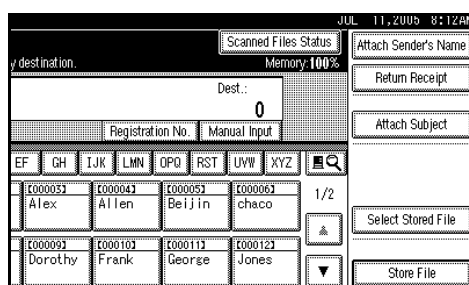 JUL 11,2005 8:12AM
Scanned Files Status
Attach Sender's Name
y destination.
Memory:100%
Return Receipt
Dest.:
0
Attach Subject
Registration No.
Manual Input
EF GH IJK LMN OPQ RST UVW XYZ
[00003] [00004] [00005] [00006]
Alex Allen Beijin chaco
1/2
Select Stored File
[00009] [00010] [00011] [00012]
Dorothy Frank George Jones
▲
▼
Store File